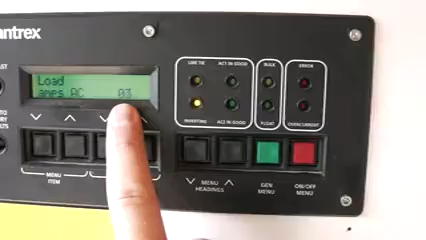 antrex
Load
amps AC 03
LINE TIE
AC1 IN GOOD
BULK
ERROR
INVERTING
AC2 IN GOOD
FLOAT
OVERCURRENT
MENU
ITEM
MENU
HEADINGS
GEN
MENU
ON/OFF
MENU